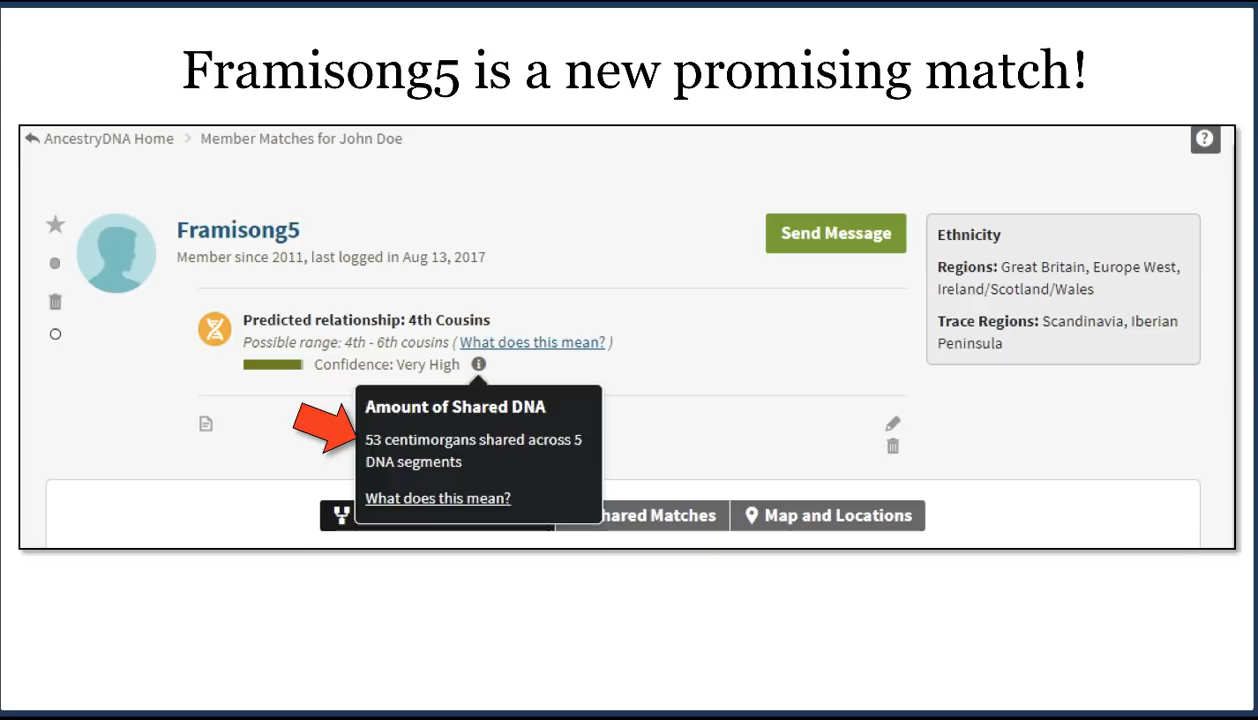 Framisong5 is a new promising match!
AncestryDNA Home > Member Matches for John Doe
?
Framisong5
Member since 2011, last logged in Aug 13, 2017
Send Message
Ethnicity
Regions: Great Britain, Europe West,
Ireland/Scotland/Wales
Trace Regions: Scandinavia, Iberian
Peninsula
Predicted relationship: 4th Cousins
Possible range: 4th - 6th cousins ( What does this mean? )
Confidence: Very High i
Amount of Shared DNA
53 centimorgans shared across 5
DNA segments
What does this mean?
hared Matches
Map and Locations